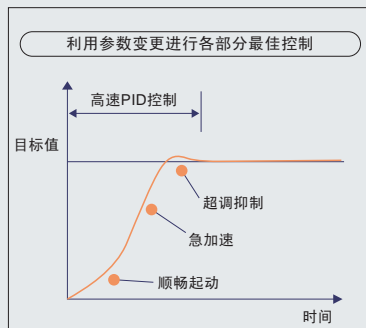 利用参数变更进行各部分最佳控制
高速PID控制
目标值
超调抑制
急加速
顺畅起动
时间